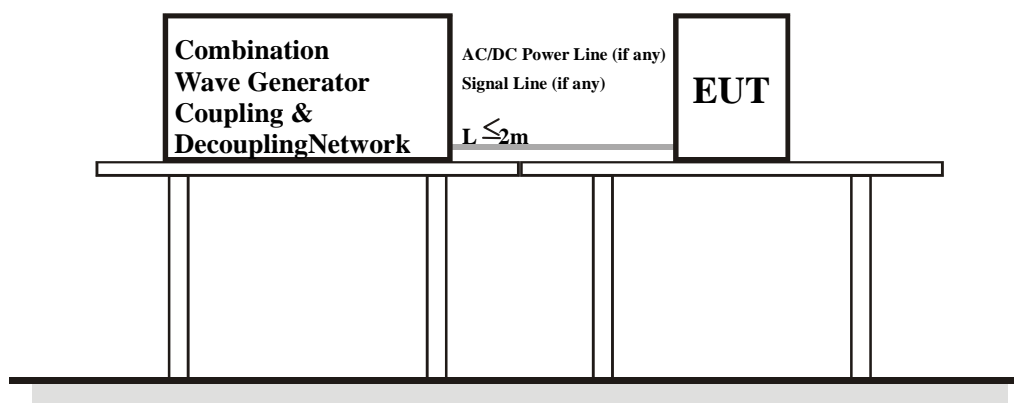 Combination
Wave Generator
Coupling &
DecouplingNetwork
AC/DC Power Line (if any)
Signal Line (if any)
L ≤2m
EUT